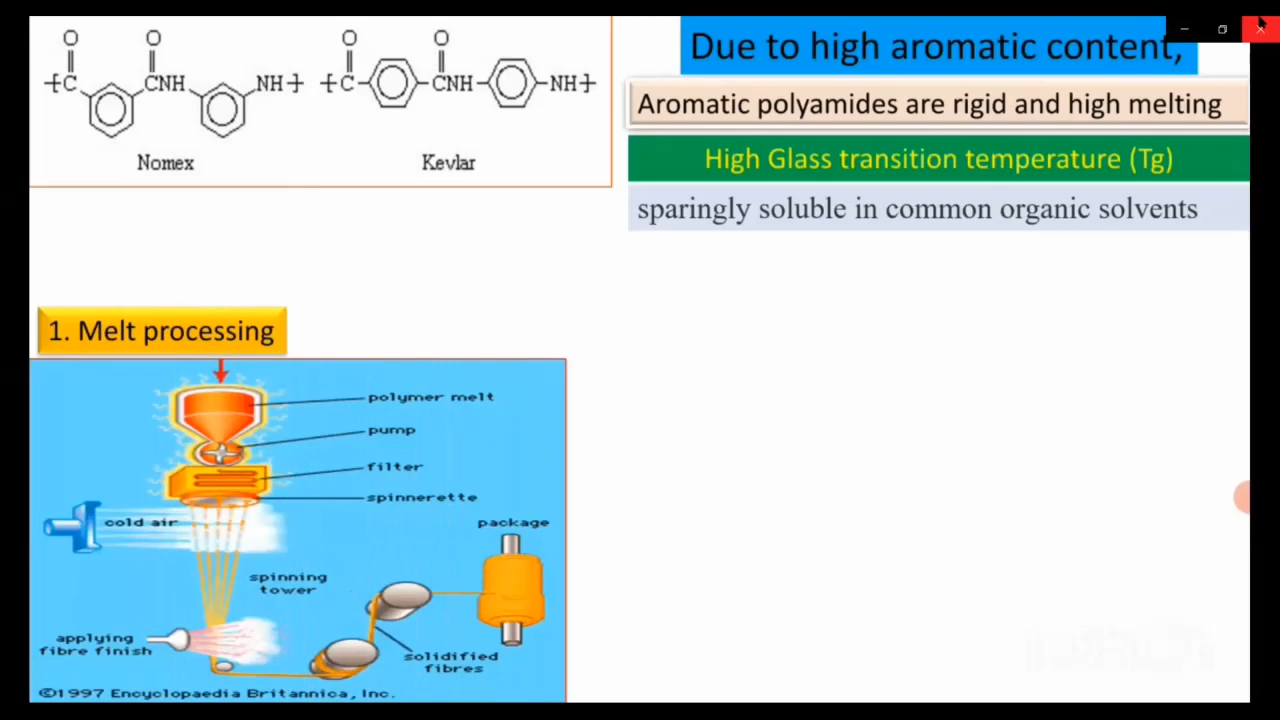 O O O O
C CNH NH C CNH NH
Nomex Kevlar
Due to high aromatic content,
Aromatic polyamides are rigid and high melting
High Glass transition temperature (Tg)
sparingly soluble in common organic solvents
1. Melt processing
polymer melt
pump
filter
spinnerette
cold air
package
spinning
tower
applying
fibre finish
solidified
fibres
©1997 Encyclopaedia Britannica, Inc.